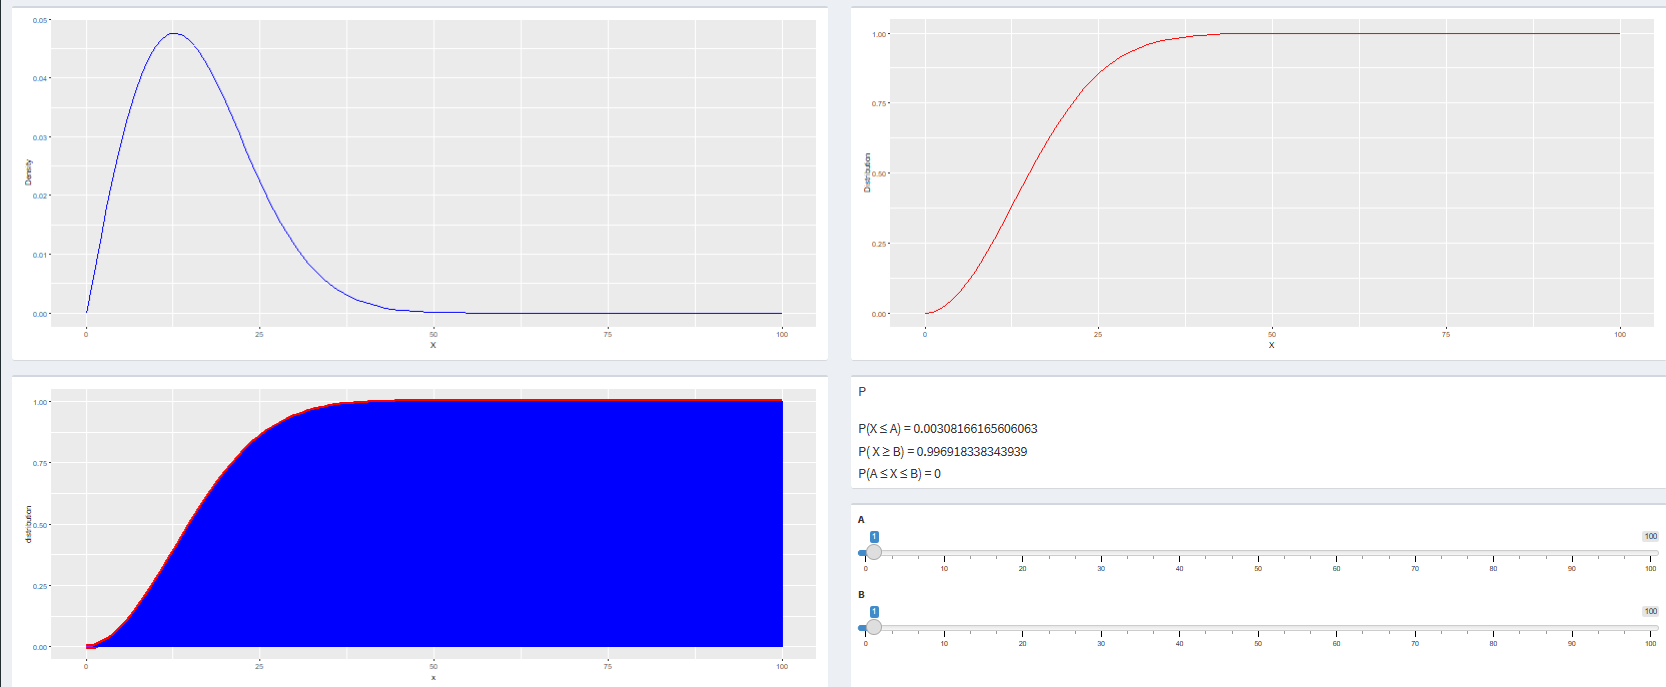 0.05
0.04
0.03
0.02
0.01
0.00
Density
0 25 50 75 100
X
1.00
0.75
0.50
0.25
0.00
Distribution
0 25 50 75 100
X
1.00
0.75
0.50
0.25
0.00
distribution
0 25 50 75 100
x
P
P(X ≤ A) = 0.00308166165606063
P( X ≥ B) = 0.996918338343939
P(A ≤ X ≤ B) = 0
A
1 100
0 10 20 30 40 50 60 70 80 90 100
B
1 100
0 10 20 30 40 50 60 70 80 90 100